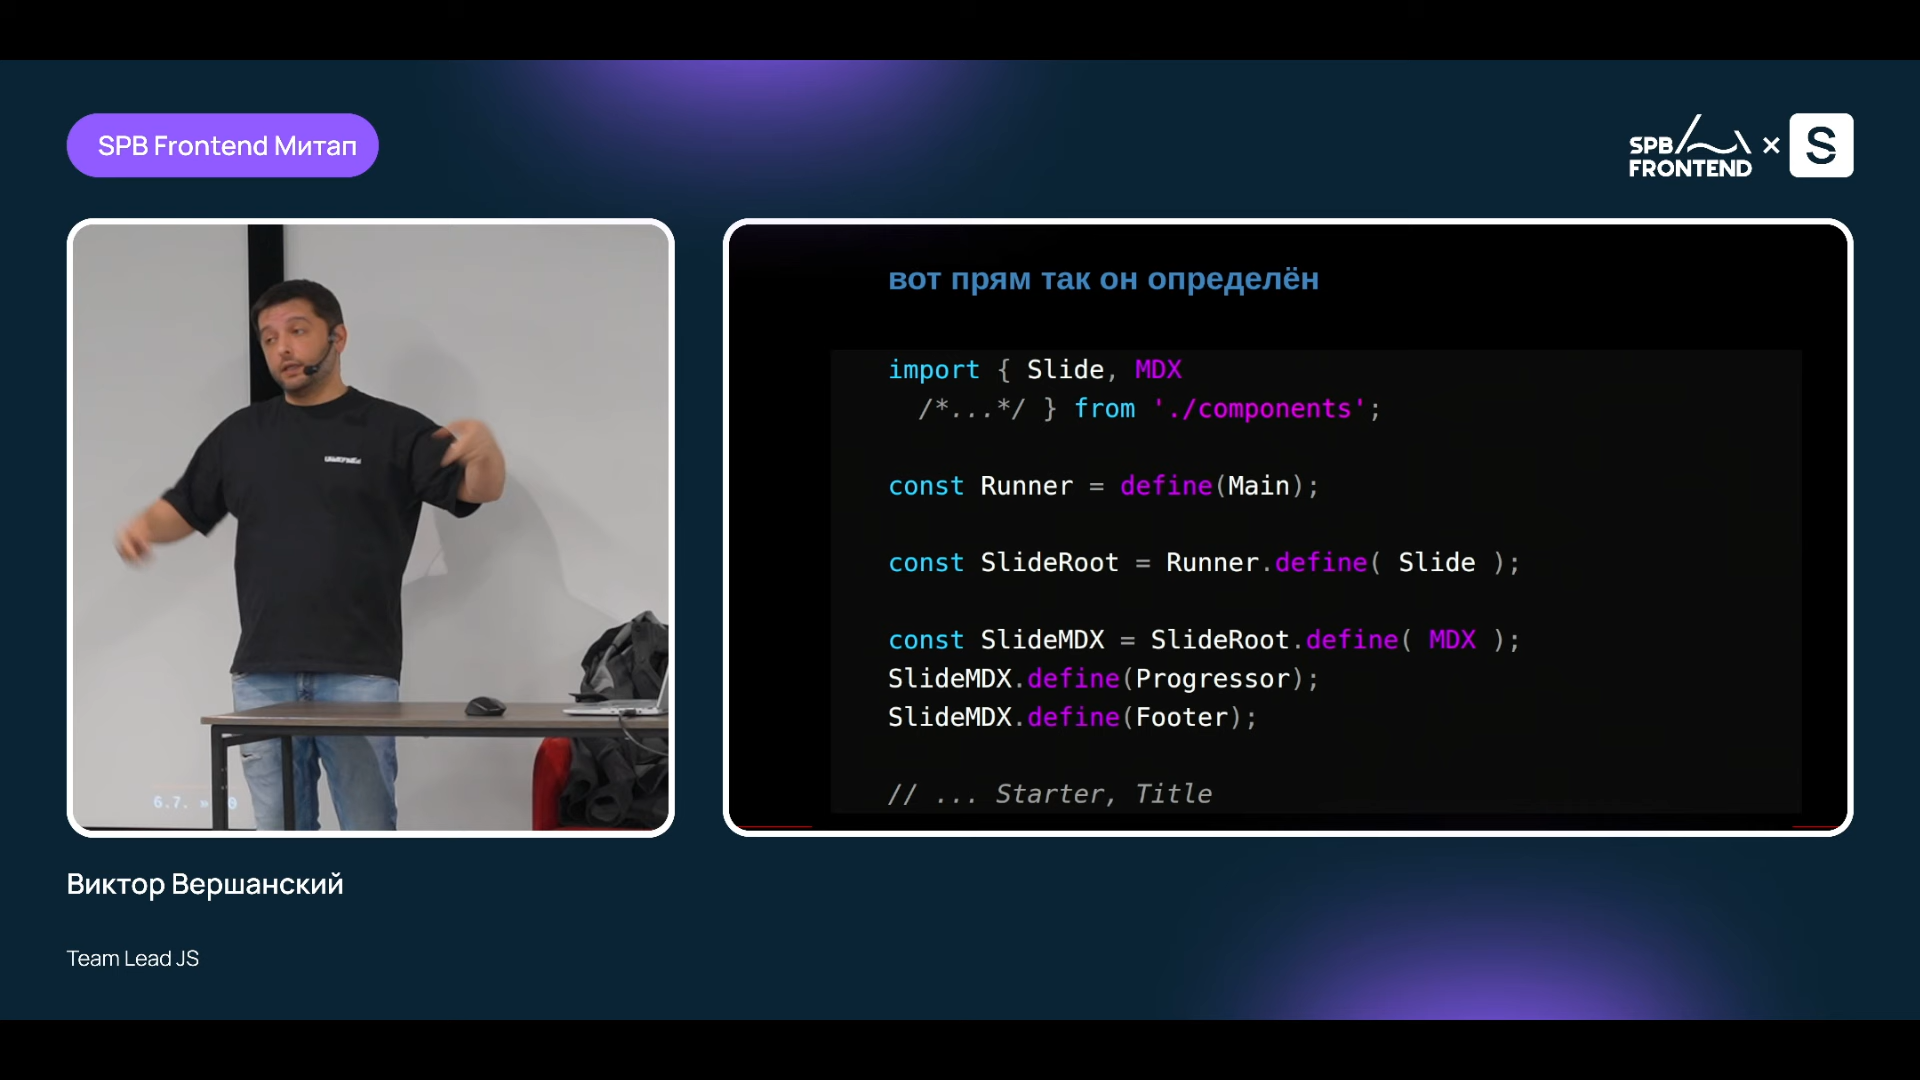 SPB Frontend Митап
SPB
FRONTEND
×
S
вот прям так он определён
import { Slide, MDX
/*...*/ } from './components';
const Runner = define(Main);
const SlideRoot = Runner.define( Slide );
const SlideMDX = SlideRoot.define( MDX );
SlideMDX.define(Progressor);
SlideMDX.define(Footer);
// ... Starter, Title
6.7. »
Виктор Вершанский
Team Lead JS